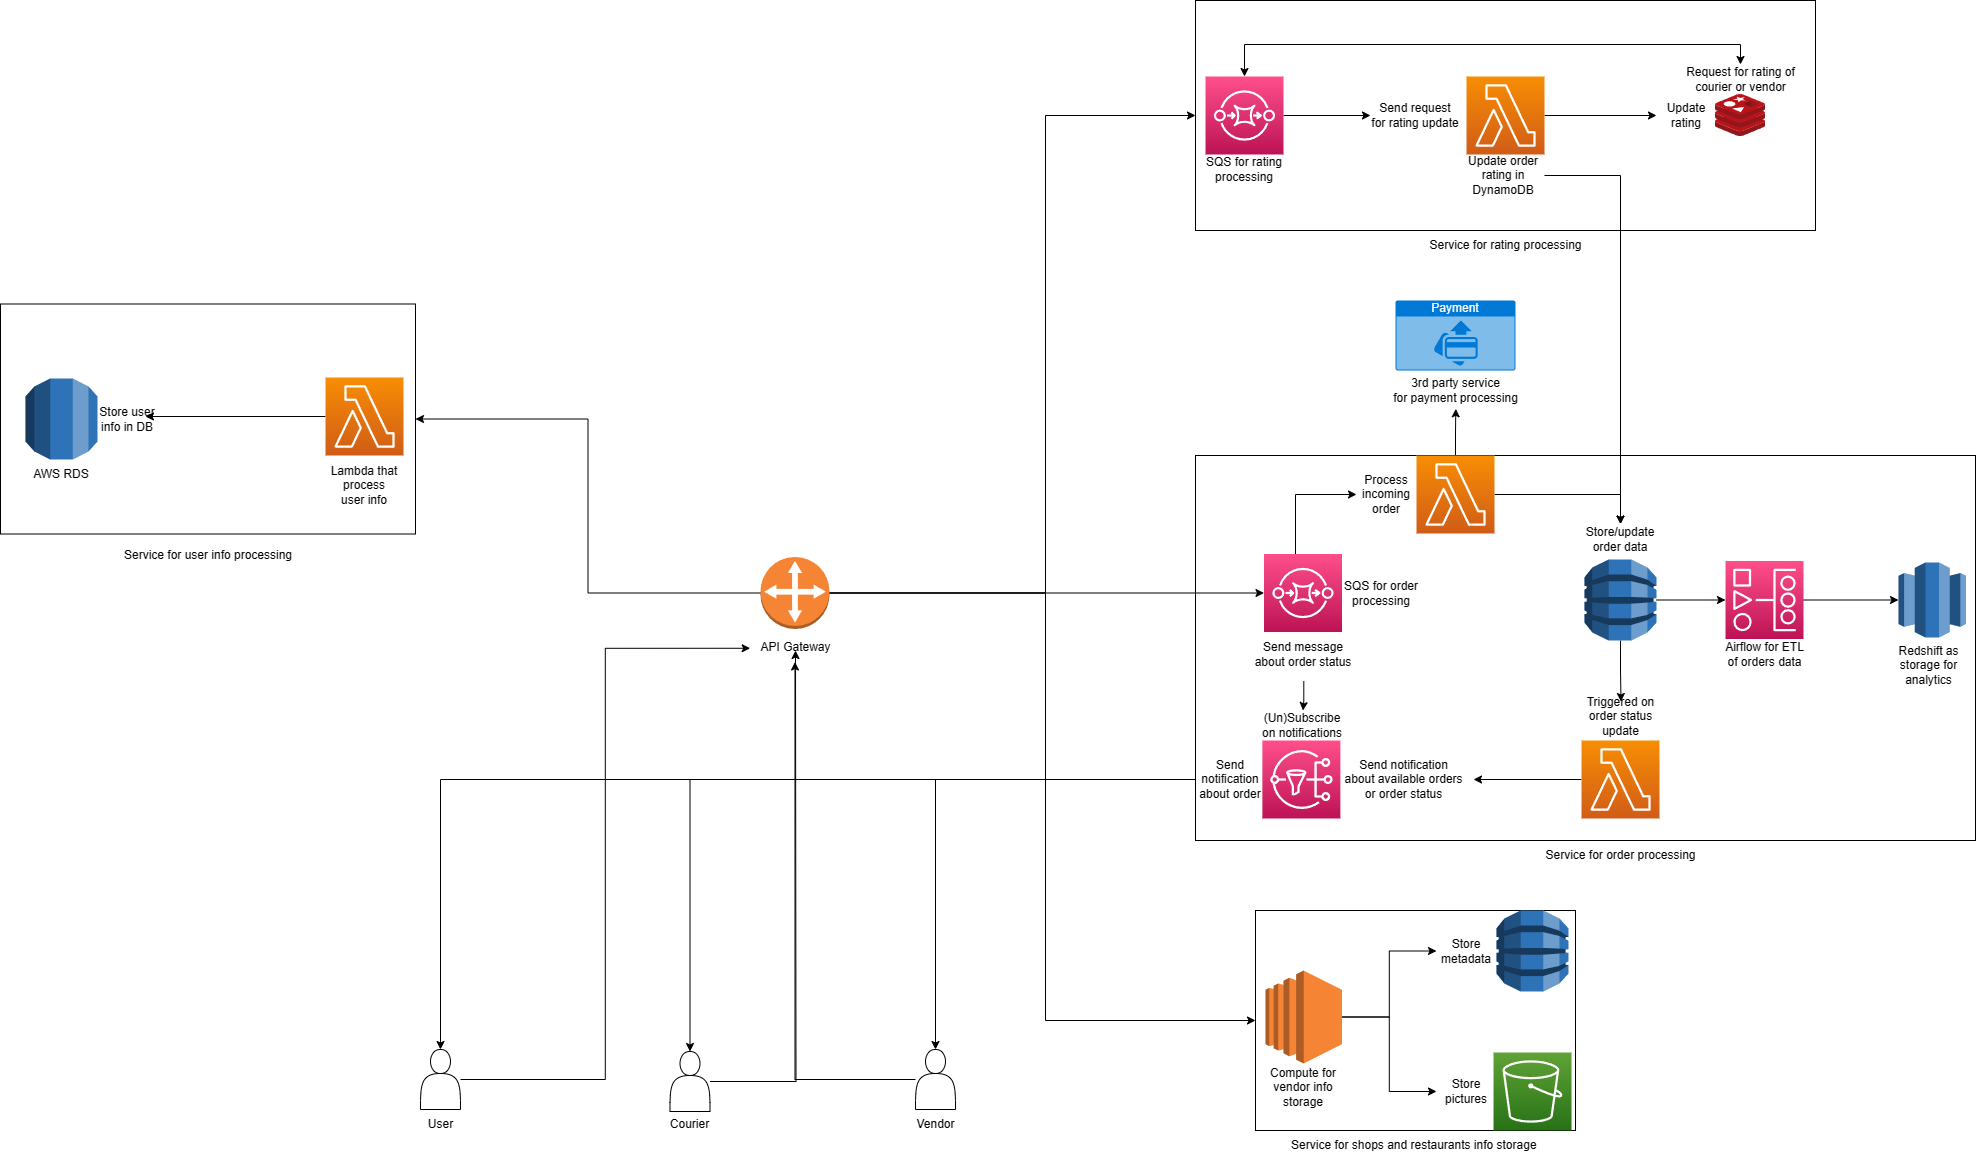 Request for rating of
courier or vendor
Send request
for rating update
Update
rating
SQS for rating
processing
Update order
rating in
DynamoDB
Service for rating processing
Payment
3rd party service
for payment processing
Store user
info in DB
AWS RDS
Lambda that
process
user info
Service for user info processing
Process
incoming
order
Store/update
order data
SQS for order
processing
API Gateway
Send message
about order status
Airflow for ETL
of orders data
Redshift as
storage for
analytics
(Un)Subscribe
on notifications
Triggered on
order status
update
Send
notification
about order
Send notification
about available orders
or order status
Service for order processing
Store
metadata
Compute for
vendor info
storage
Store
pictures
User
Courier
Vendor
Service for shops and restaurants info storage